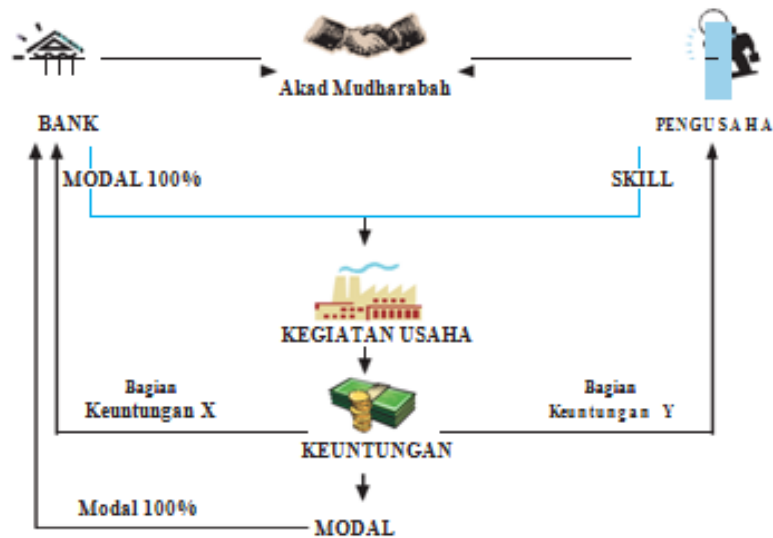 Akad Mudharabah
BANK
PENGUSAHA
MODAL 100%
SKILL
KEGIATAN USAHA
Bagian
Keuntungan X
Bagian
Keuntungan Y
KEUNTUNGAN
Modal 100%
MODAL